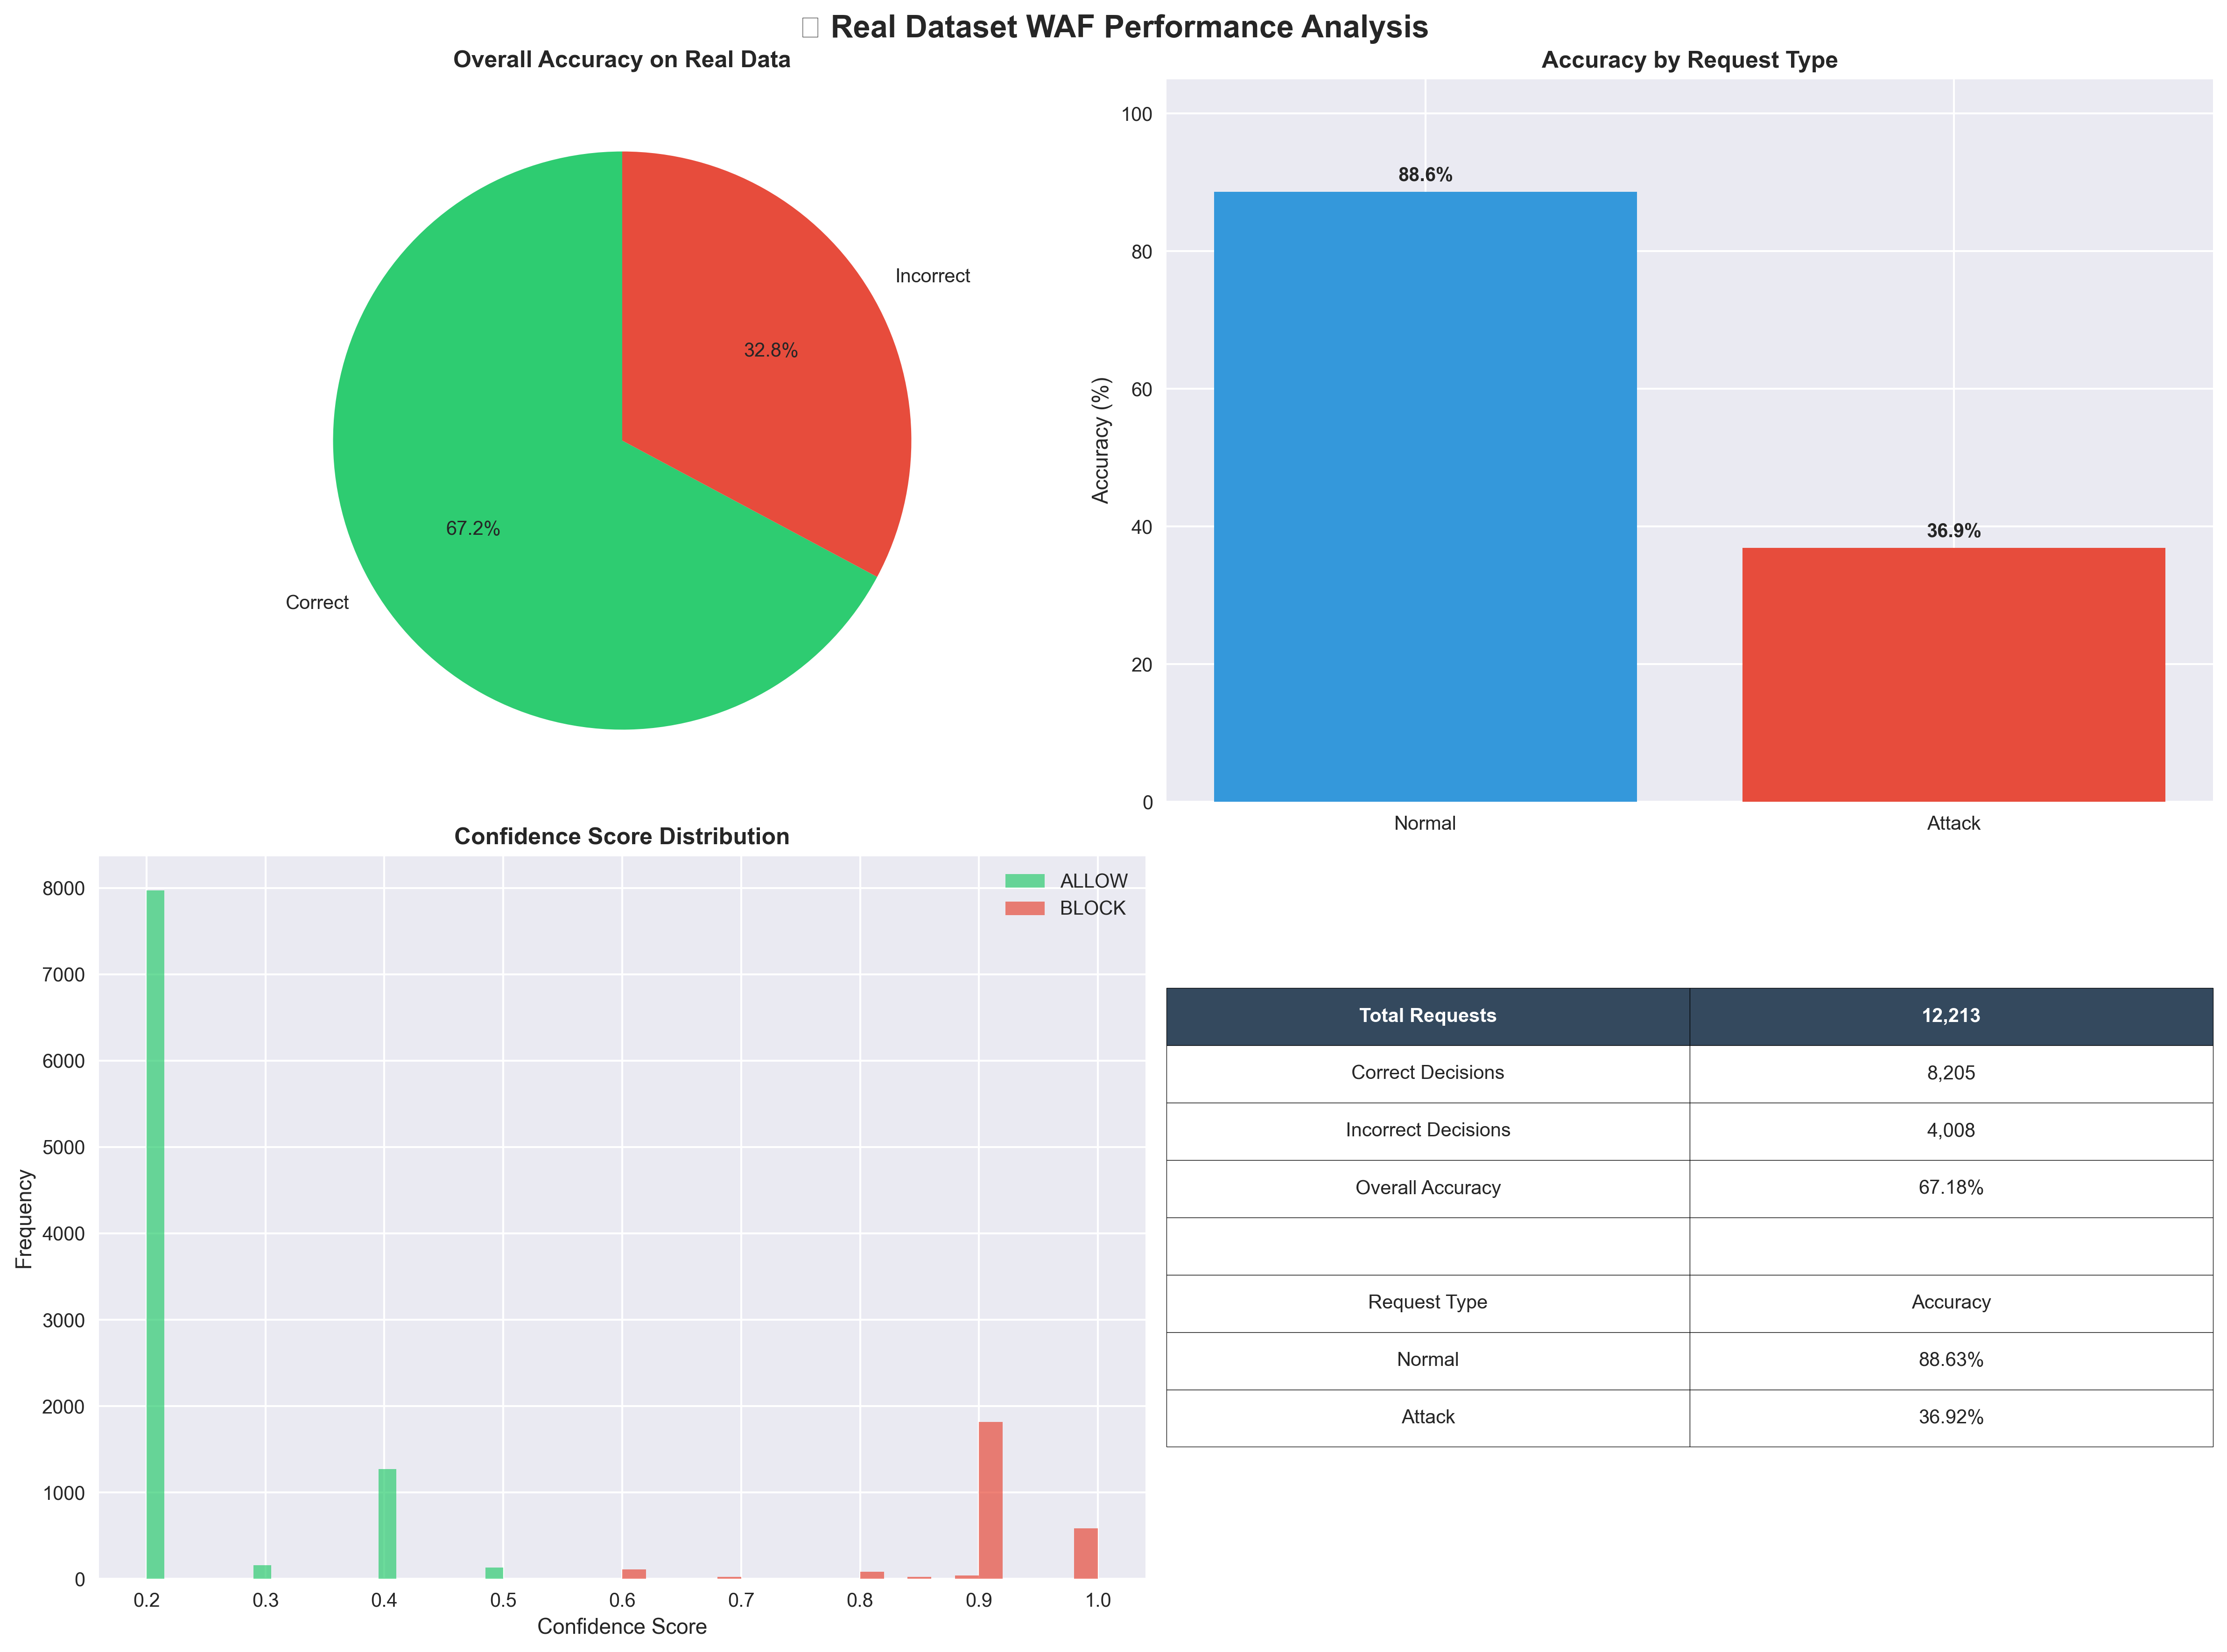 Real Dataset WAF Performance Analysis
Overall Accuracy on Real Data
Incorrect
32.8%
67.2%
Correct
Accuracy by Request Type
Accuracy (%)
100
80
60
40
20
0
88.6%
36.9%
Normal
Attack
Confidence Score Distribution
Frequency
8000
7000
6000
5000
4000
3000
2000
1000
0
ALLOW
BLOCK
0.2 0.3 0.4 0.5 0.6 0.7 0.8 0.9 1.0
Confidence Score
Total Requests 12,213
Correct Decisions 8,205
Incorrect Decisions 4,008
Overall Accuracy 67.18%
Request Type Accuracy
Normal 88.63%
Attack 36.92%